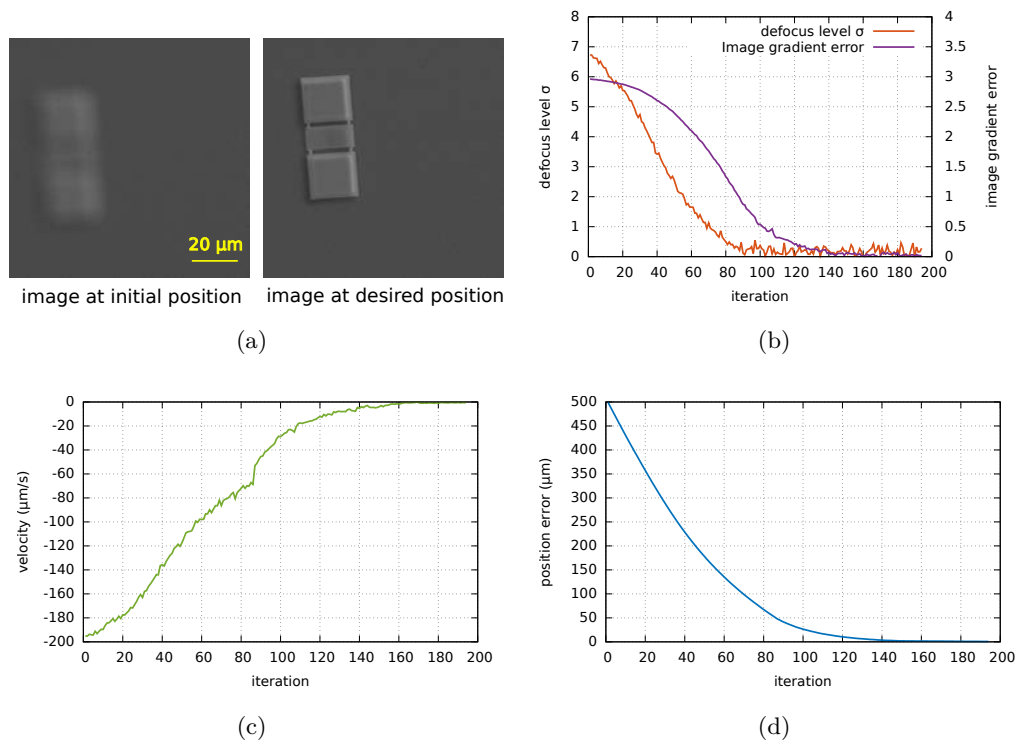 20 µm
image at initial position
image at desired position
(a)
defocus level σ
Image gradient error
8
7
6
5
4
3
2
1
0
4
3.5
3
2.5
2
1.5
1
0.5
0
0 20 40 60 80 100 120 140 160 180 200
defocus level σ
image gradient error
iteration
(b)
0
-20
-40
-60
-80
-100
-120
-140
-160
-180
-200
0 20 40 60 80 100 120 140 160 180 200
velocity (µm/s)
iteration
(c)
500
450
400
350
300
250
200
150
100
50
0
0 20 40 60 80 100 120 140 160 180 200
position error (µm)
iteration
(d)